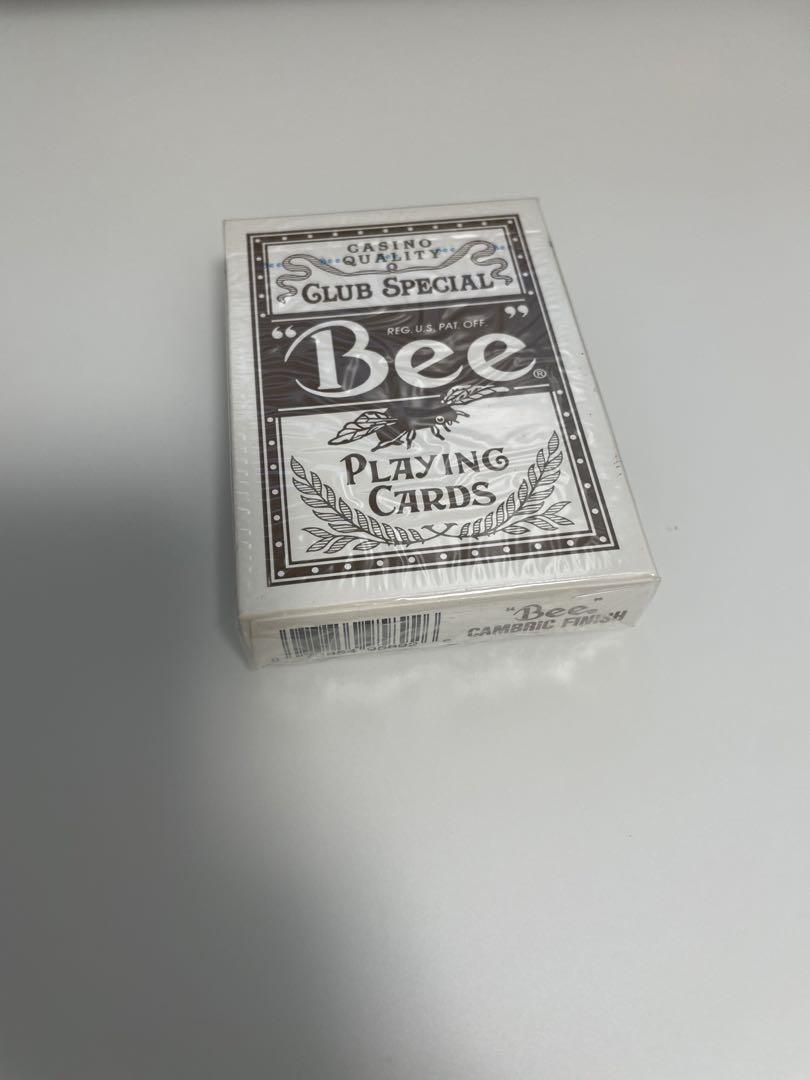 CASINO
QUALITY
CLUB SPECIAL
REG. U.S. PAT. OFF.
"Bee"®
PLAYING
CARDS
"Bee®"
CAMBRIC FINISH